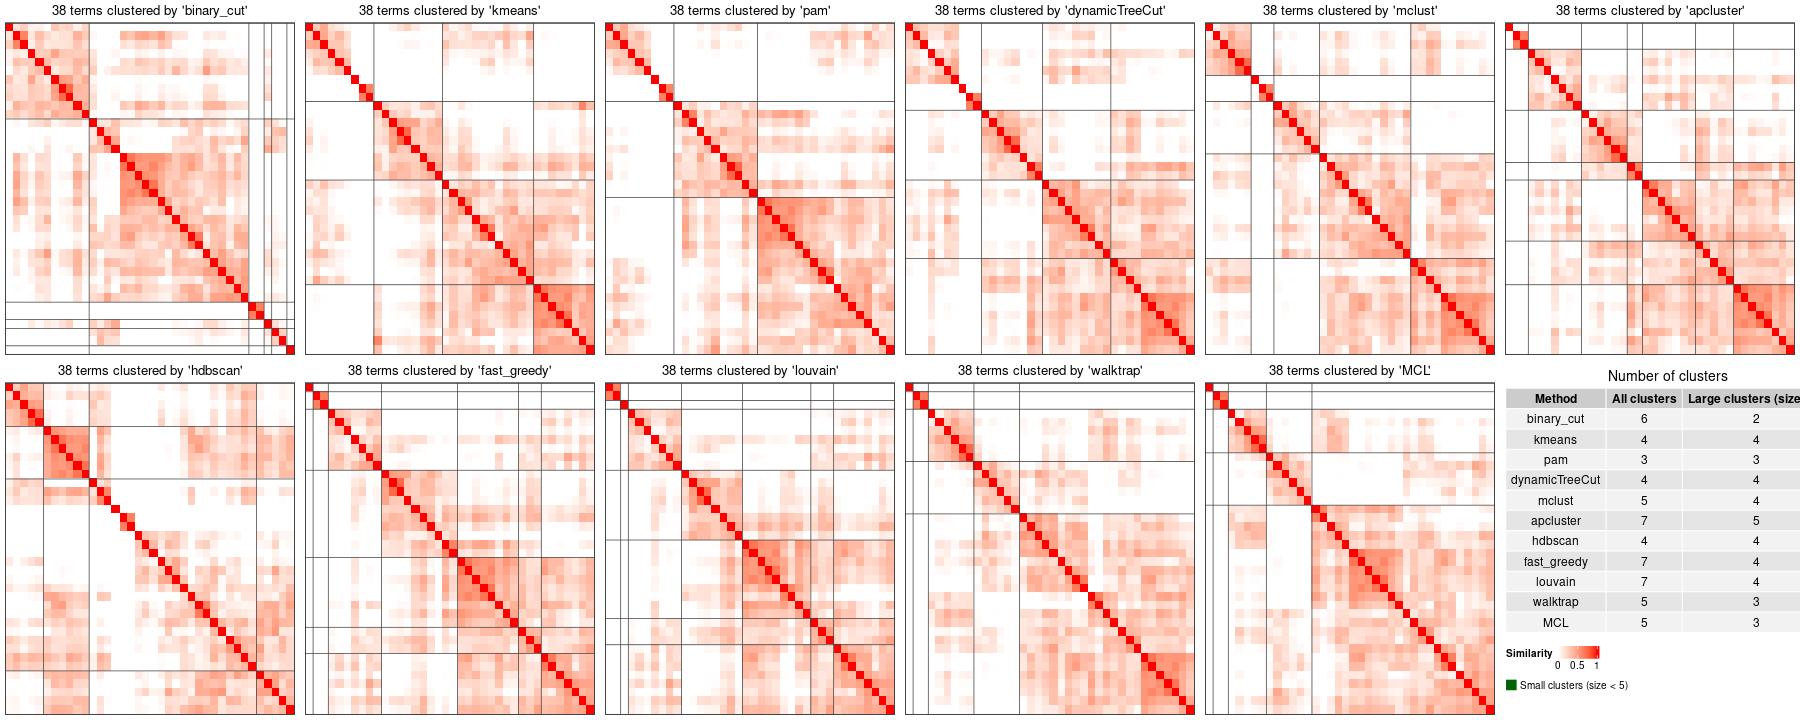 38 terms clustered by 'binary_cut'
38 terms clustered by 'kmeans'
38 terms clustered by 'pam'
38 terms clustered by 'dynamicTreeCut'
38 terms clustered by 'mclust'
38 terms clustered by 'apcluster'
38 terms clustered by 'hdbscan'
38 terms clustered by 'fast_greedy'
38 terms clustered by 'louvain'
38 terms clustered by 'walktrap'
38 terms clustered by 'MCL'
Number of clusters
Method All clusters Large clusters (size
binary_cut 6 2
kmeans 4 4
pam 3 3
dynamicTreeCut 4 4
mclust 5 4
apcluster 7 5
hdbscan 4 4
fast_greedy 7 4
louvain 7 4
walktrap 5 3
MCL 5 3
Similarity
0 0.5 1
Small clusters (size < 5)